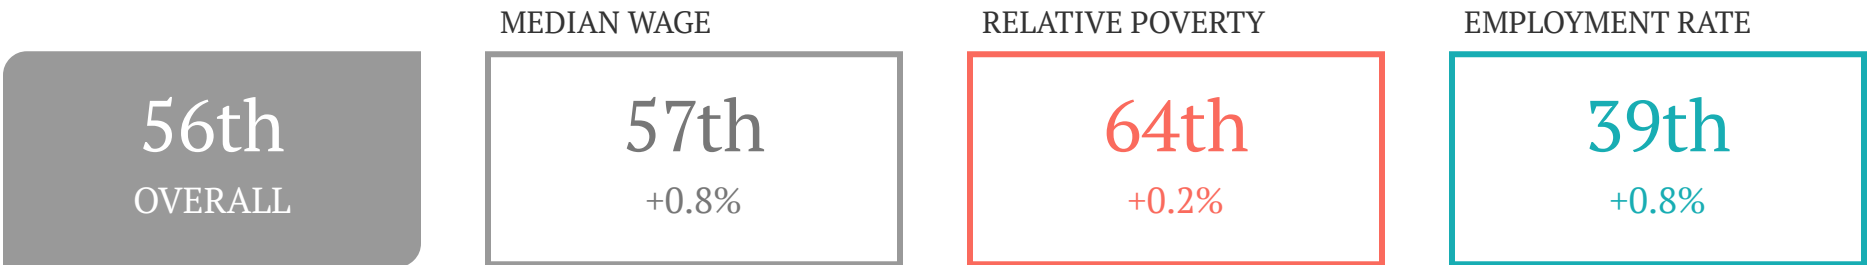 MEDIAN WAGE
RELATIVE POVERTY
EMPLOYMENT RATE
56th
OVERALL
57th
+0.8%
64th
+0.2%
39th
+0.8%